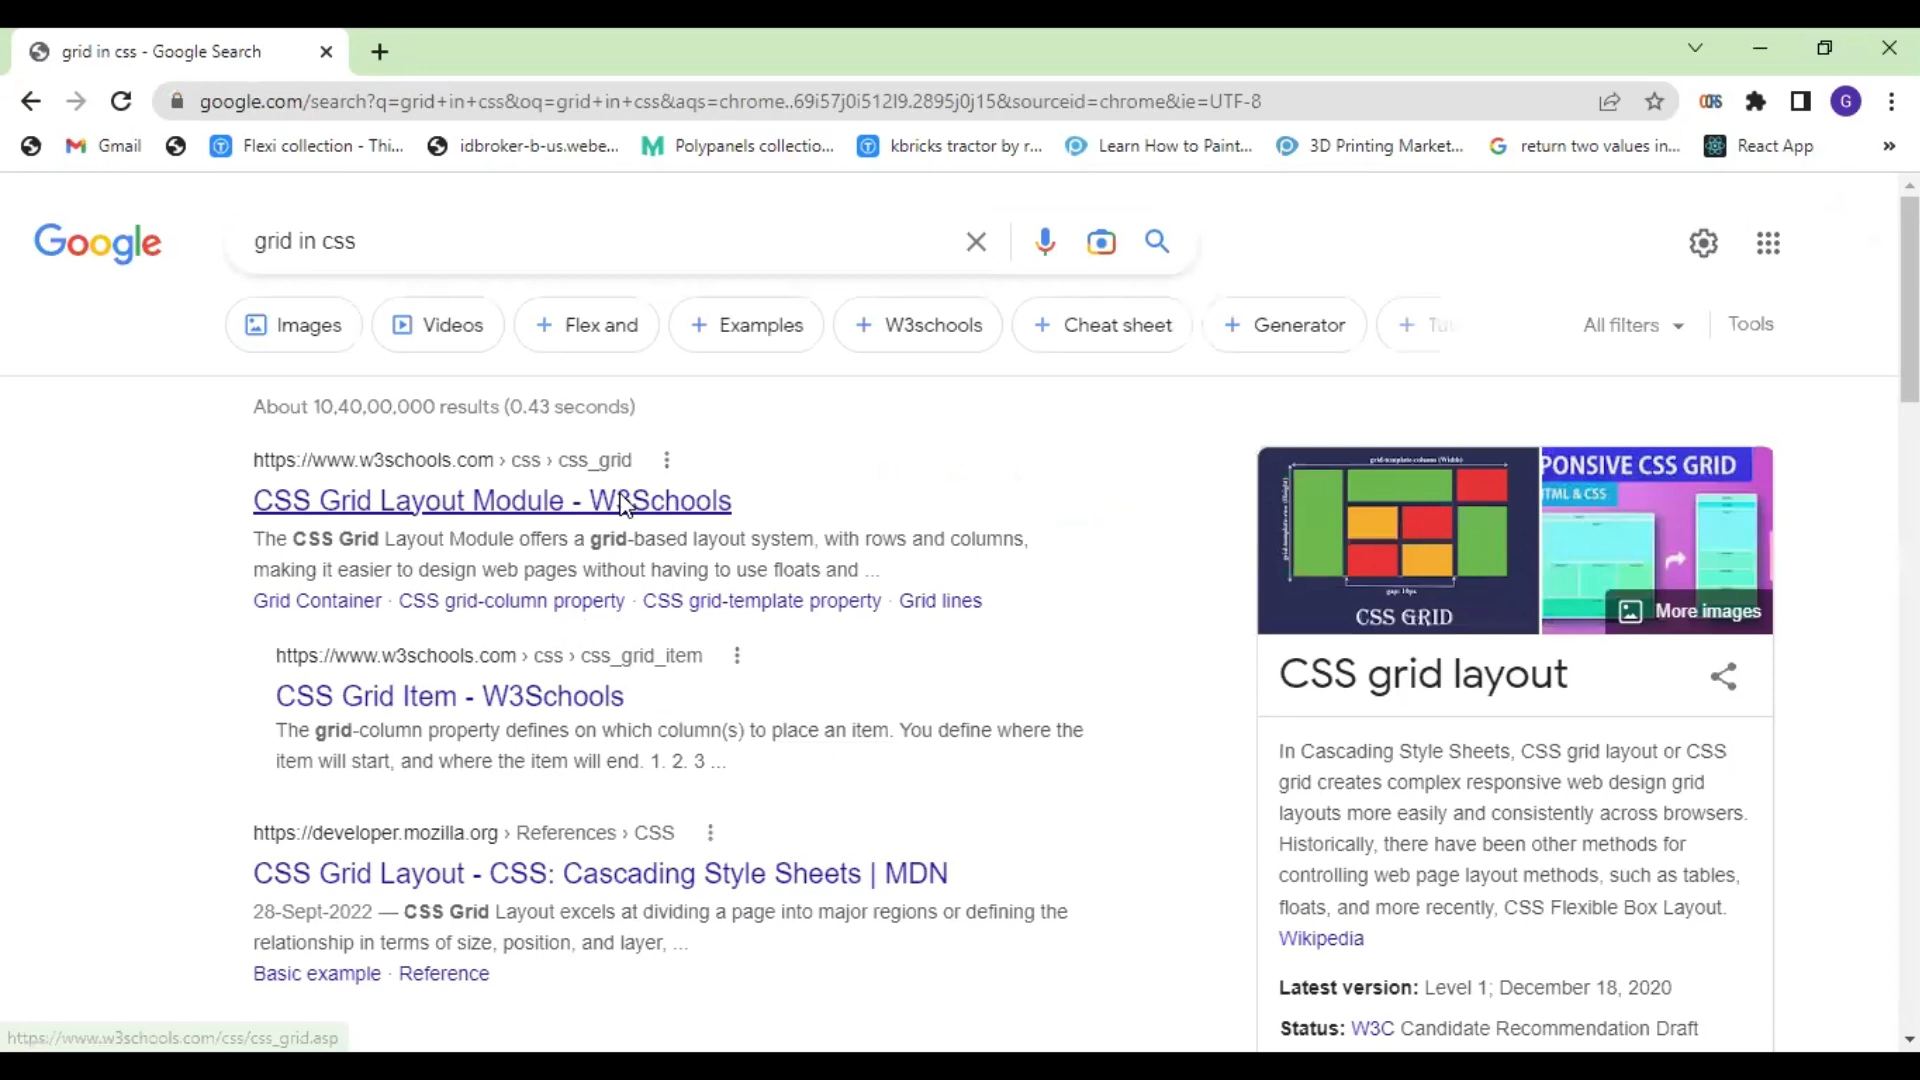 grid in css - Google Search
google.com/search?q=grid+in+css&oq=grid+in+css&aqs=chrome..69i57j0i512l9.2895j0j15&sourceid=chrome&ie=UTF-8
G
Gmail
Flexi collection - Thi...
idbroker-b-us.webe...
Polypanels collectio...
kbricks tractor by r...
Learn How to Paint...
3D Printing Market...
return two values in...
React App
»
Google
grid in css
Images
Videos
Flex and
Examples
W3schools
Cheat sheet
Generator
All filters
Tools
About 10,40,00,000 results (0.43 seconds)
https://www.w3schools.com › css › css_grid
CSS Grid Layout Module - W3Schools
The CSS Grid Layout Module offers a grid-based layout system, with rows and columns,
making it easier to design web pages without having to use floats and ...
Grid Container · CSS grid-column property · CSS grid-template property · Grid lines
https://www.w3schools.com › css › css_grid_item
CSS Grid Item - W3Schools
The grid-column property defines on which column(s) to place an item. You define where the
item will start, and where the item will end. 1. 2. 3 ...
https://developer.mozilla.org › References › CSS
CSS Grid Layout - CSS: Cascading Style Sheets | MDN
28-Sept-2022 — CSS Grid Layout excels at dividing a page into major regions or defining the
relationship in terms of size, position, and layer, ...
Basic example · Reference
https://www.w3schools.com/css/css_grid.asp
grid-template-column (Width)
CSS GRID
PONSIVE CSS GRID
HTML & CSS
More images
CSS grid layout
In Cascading Style Sheets, CSS grid layout or CSS
grid creates complex responsive web design grid
layouts more easily and consistently across browsers.
Historically, there have been other methods for
controlling web page layout methods, such as tables,
floats, and more recently, CSS Flexible Box Layout.
Wikipedia
Latest version: Level 1; December 18, 2020
Status: W3C Candidate Recommendation Draft